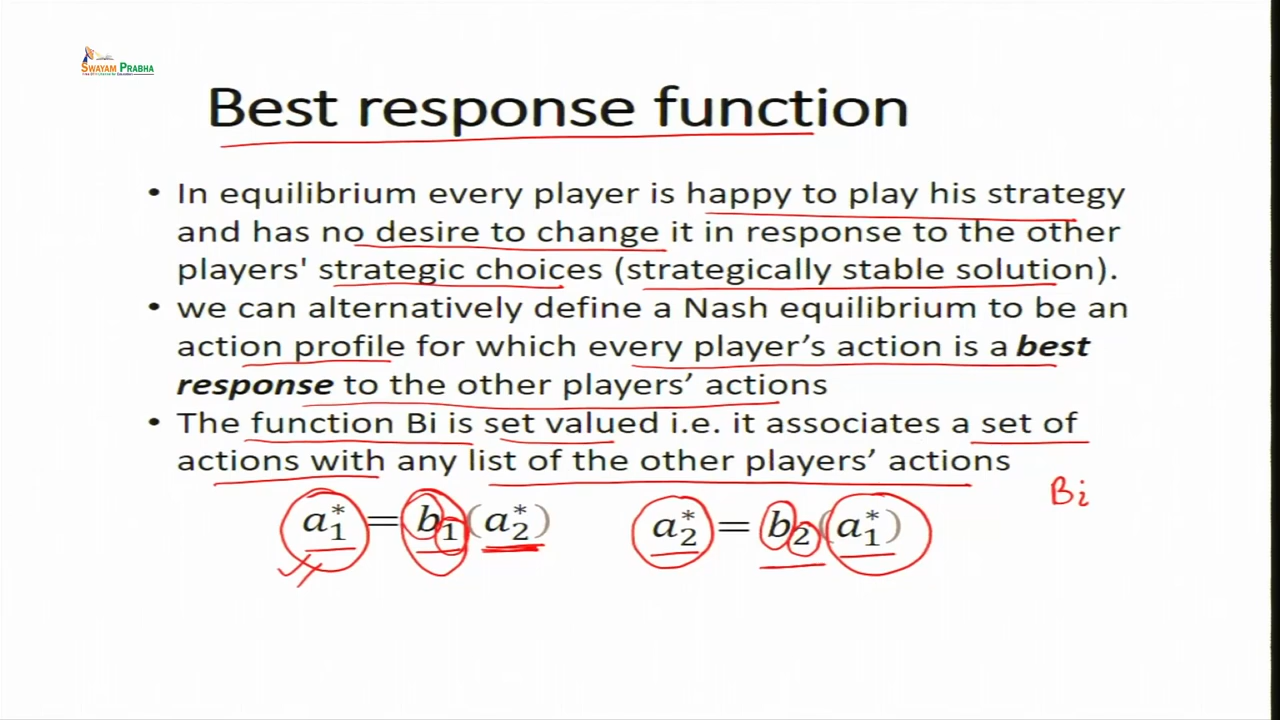 SWAYAM PRABHA
Best response function
• In equilibrium every player is happy to play his strategy
and has no desire to change it in response to the other
players' strategic choices (strategically stable solution).
• we can alternatively define a Nash equilibrium to be an
action profile for which every player's action is a best
response to the other players' actions
• The function Bi is set valued i.e. it associates a set of
actions with any list of the other players' actions
Bi
a₁* = b₁(a₂*) a₂* = b₂(a₁*)